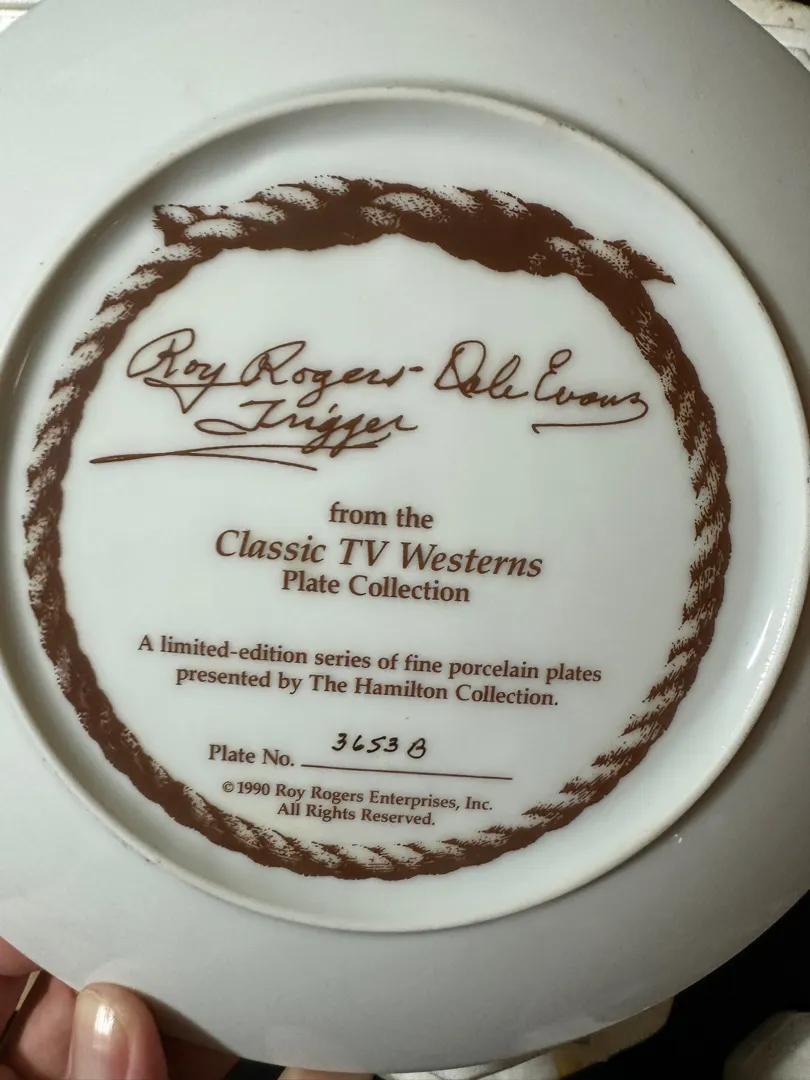 Roy Rogers - Dale Evans
Trigger
from the
Classic TV Westerns
Plate Collection
A limited-edition series of fine porcelain plates
presented by The Hamilton Collection.
Plate No. 3653B
©1990 Roy Rogers Enterprises, Inc.
All Rights Reserved.